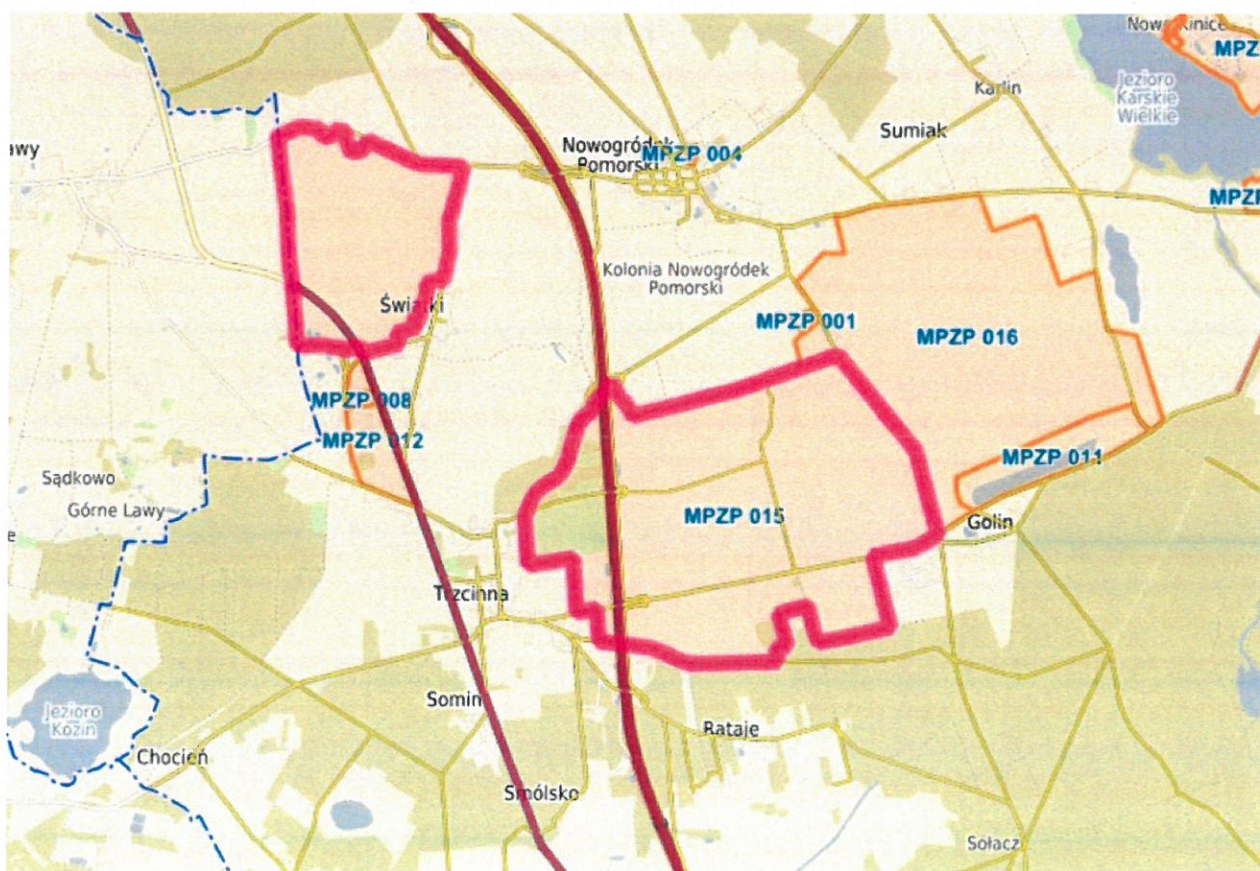 Nowe Kinice
MPZ
Jezioro
Karskie
Wielkie
Karlin
Sumiak
awy
Nowogródek
Pomorski
MPZP 004
MPZP
Kolonia Nowogródek
Pomorski
Świątki
MPZP 001
MPZP 016
MPZP 008
MPZP 012
MPZP 011
Sądkowo
Górne Lawy
e
MPZP 015
Golin
Trzcinna
Somin
Jezioro
Kozin
Rataje
Chocień
Smólsko
Sołacz